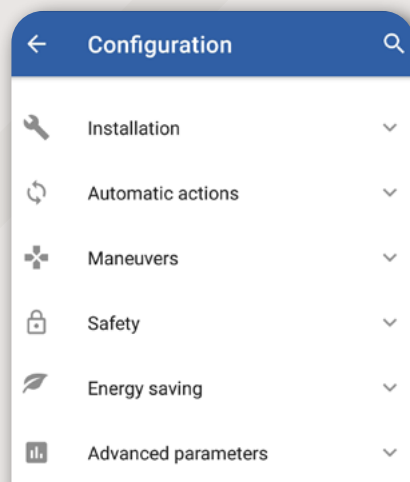 Configuration
Installation
Automatic actions
Maneuvers
Safety
Energy saving
Advanced parameters